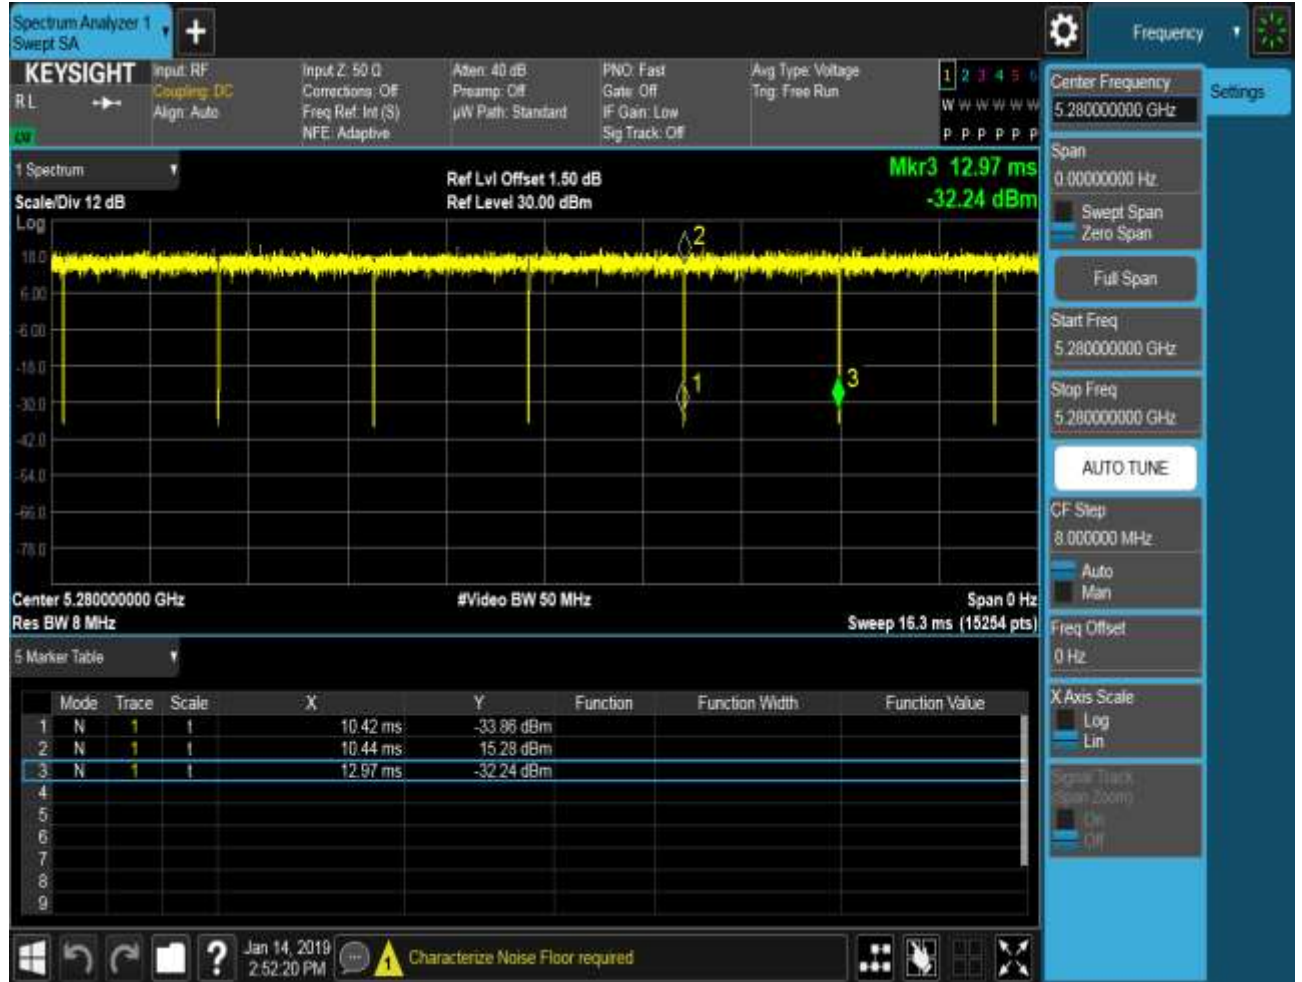 Spectrum Analyzer 1
Swept SA
+
Frequency
KEYSIGHT
R L
Input: RF
Coupling: DC
Align: Auto
Input Z: 50 Ω
Corrections: Off
Freq Ref: Int (S)
NFE: Adaptive
Atten: 40 dB
Preamp: Off
µW Path: Standard
PNO: Fast
Gate: Off
IF Gain: Low
Sig Track: Off
Avg Type: Voltage
Trig: Free Run
1 2 3 4 5 6
W W W W W W
P P P P P P
1 Spectrum
Scale/Div 12 dB
Log
Ref Lvl Offset 1.50 dB
Ref Level 30.00 dBm
Mkr3 12.97 ms
-32.24 dBm
18.0
6.00
-6.00
-18.0
-30.0
-42.0
-54.0
-66.0
-78.0
2
1
3
Center 5.280000000 GHz
#Video BW 50 MHz
Span 0 Hz
Res BW 8 MHz
Sweep 16.3 ms (15254 pts)
5 Marker Table
Mode Trace Scale X Y Function Function Width Function Value
1 N 1 t 10.42 ms -33.86 dBm
2 N 1 t 10.44 ms 15.28 dBm
3 N 1 t 12.97 ms -32.24 dBm
4
5
6
7
8
9
Center Frequency
5.280000000 GHz
Settings
Span
0.00000000 Hz
Swept Span
Zero Span
Full Span
Start Freq
5.280000000 GHz
Stop Freq
5.280000000 GHz
AUTO TUNE
CF Step
8.000000 MHz
Auto
Man
Freq Offset
0 Hz
X Axis Scale
Log
Lin
Signal Track
(Span Zoom)
On
Off
?
Jan 14, 2019
2:52:20 PM
1
Characterize Noise Floor required